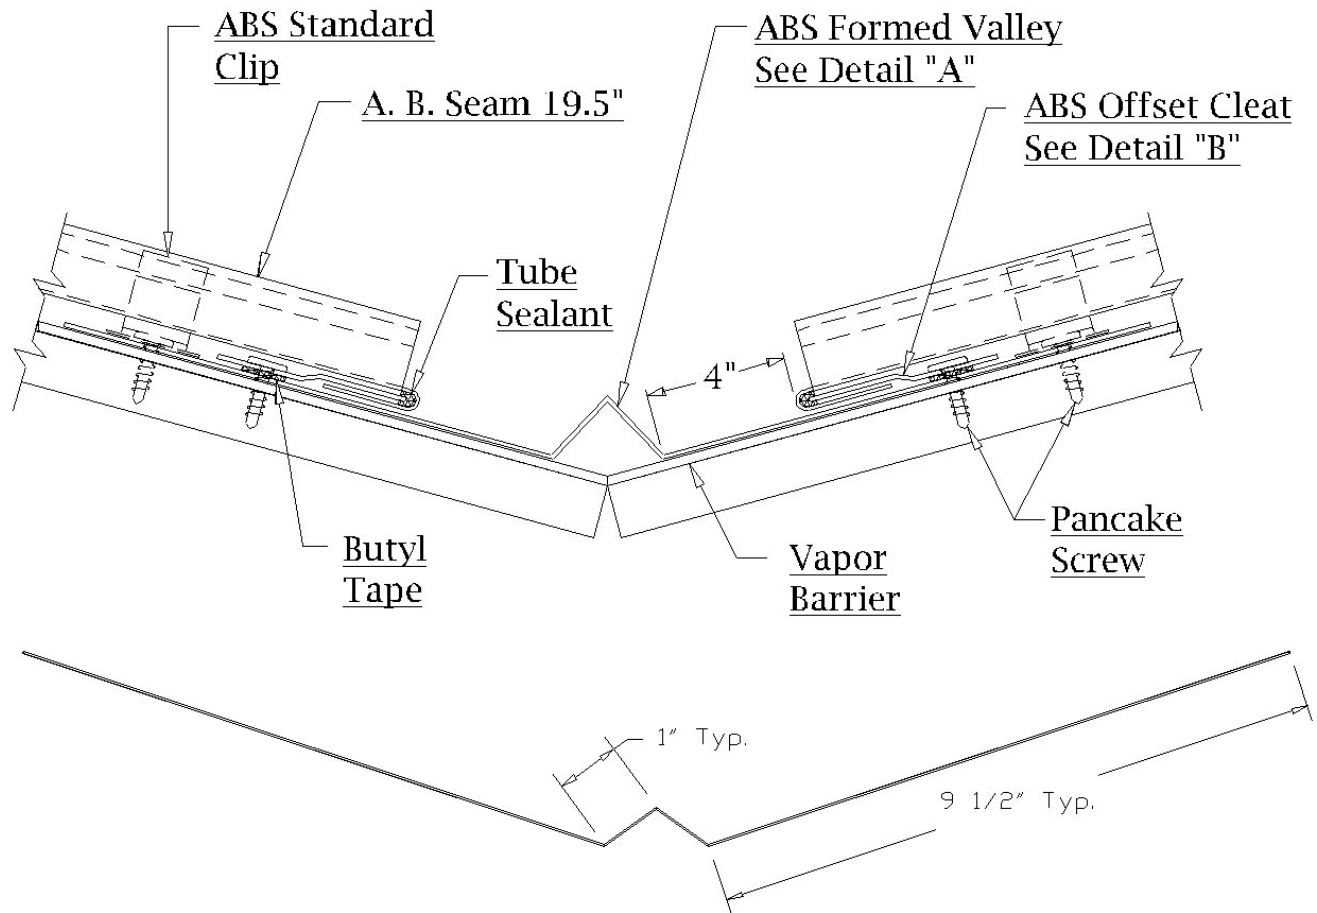 ABS Standard
Clip
A. B. Seam 19.5"
ABS Formed Valley
See Detail "A"
ABS Offset Cleat
See Detail "B"
Tube
Sealant
4"
Butyl
Tape
Vapor
Barrier
Pancake
Screw
1" Typ.
9 1/2" Typ.